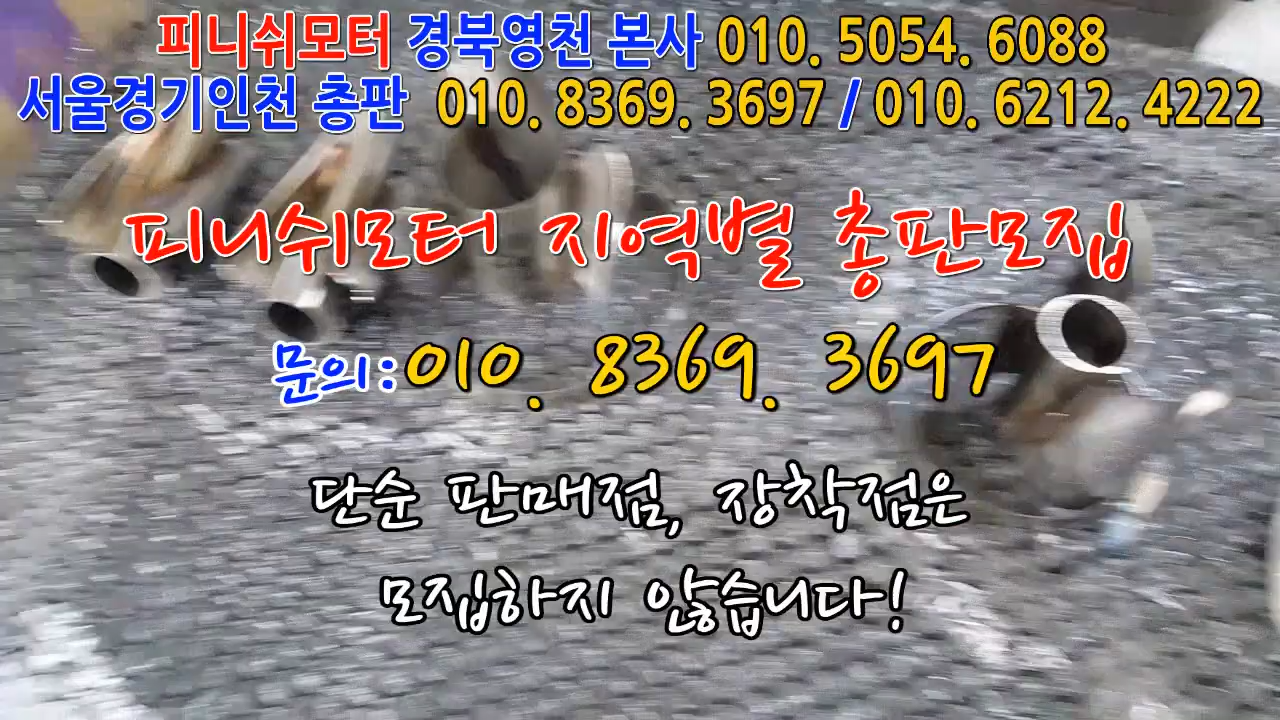 피니쉬모터 경북영천 본사 010. 5054. 6088
서울경기인천 총판 010. 8369. 3697 / 010. 6212. 4222
피니쉬모터 지역별 총판모집
문의: 010. 8369. 3697
단순 판매점, 장착점은
모집하지 않습니다!